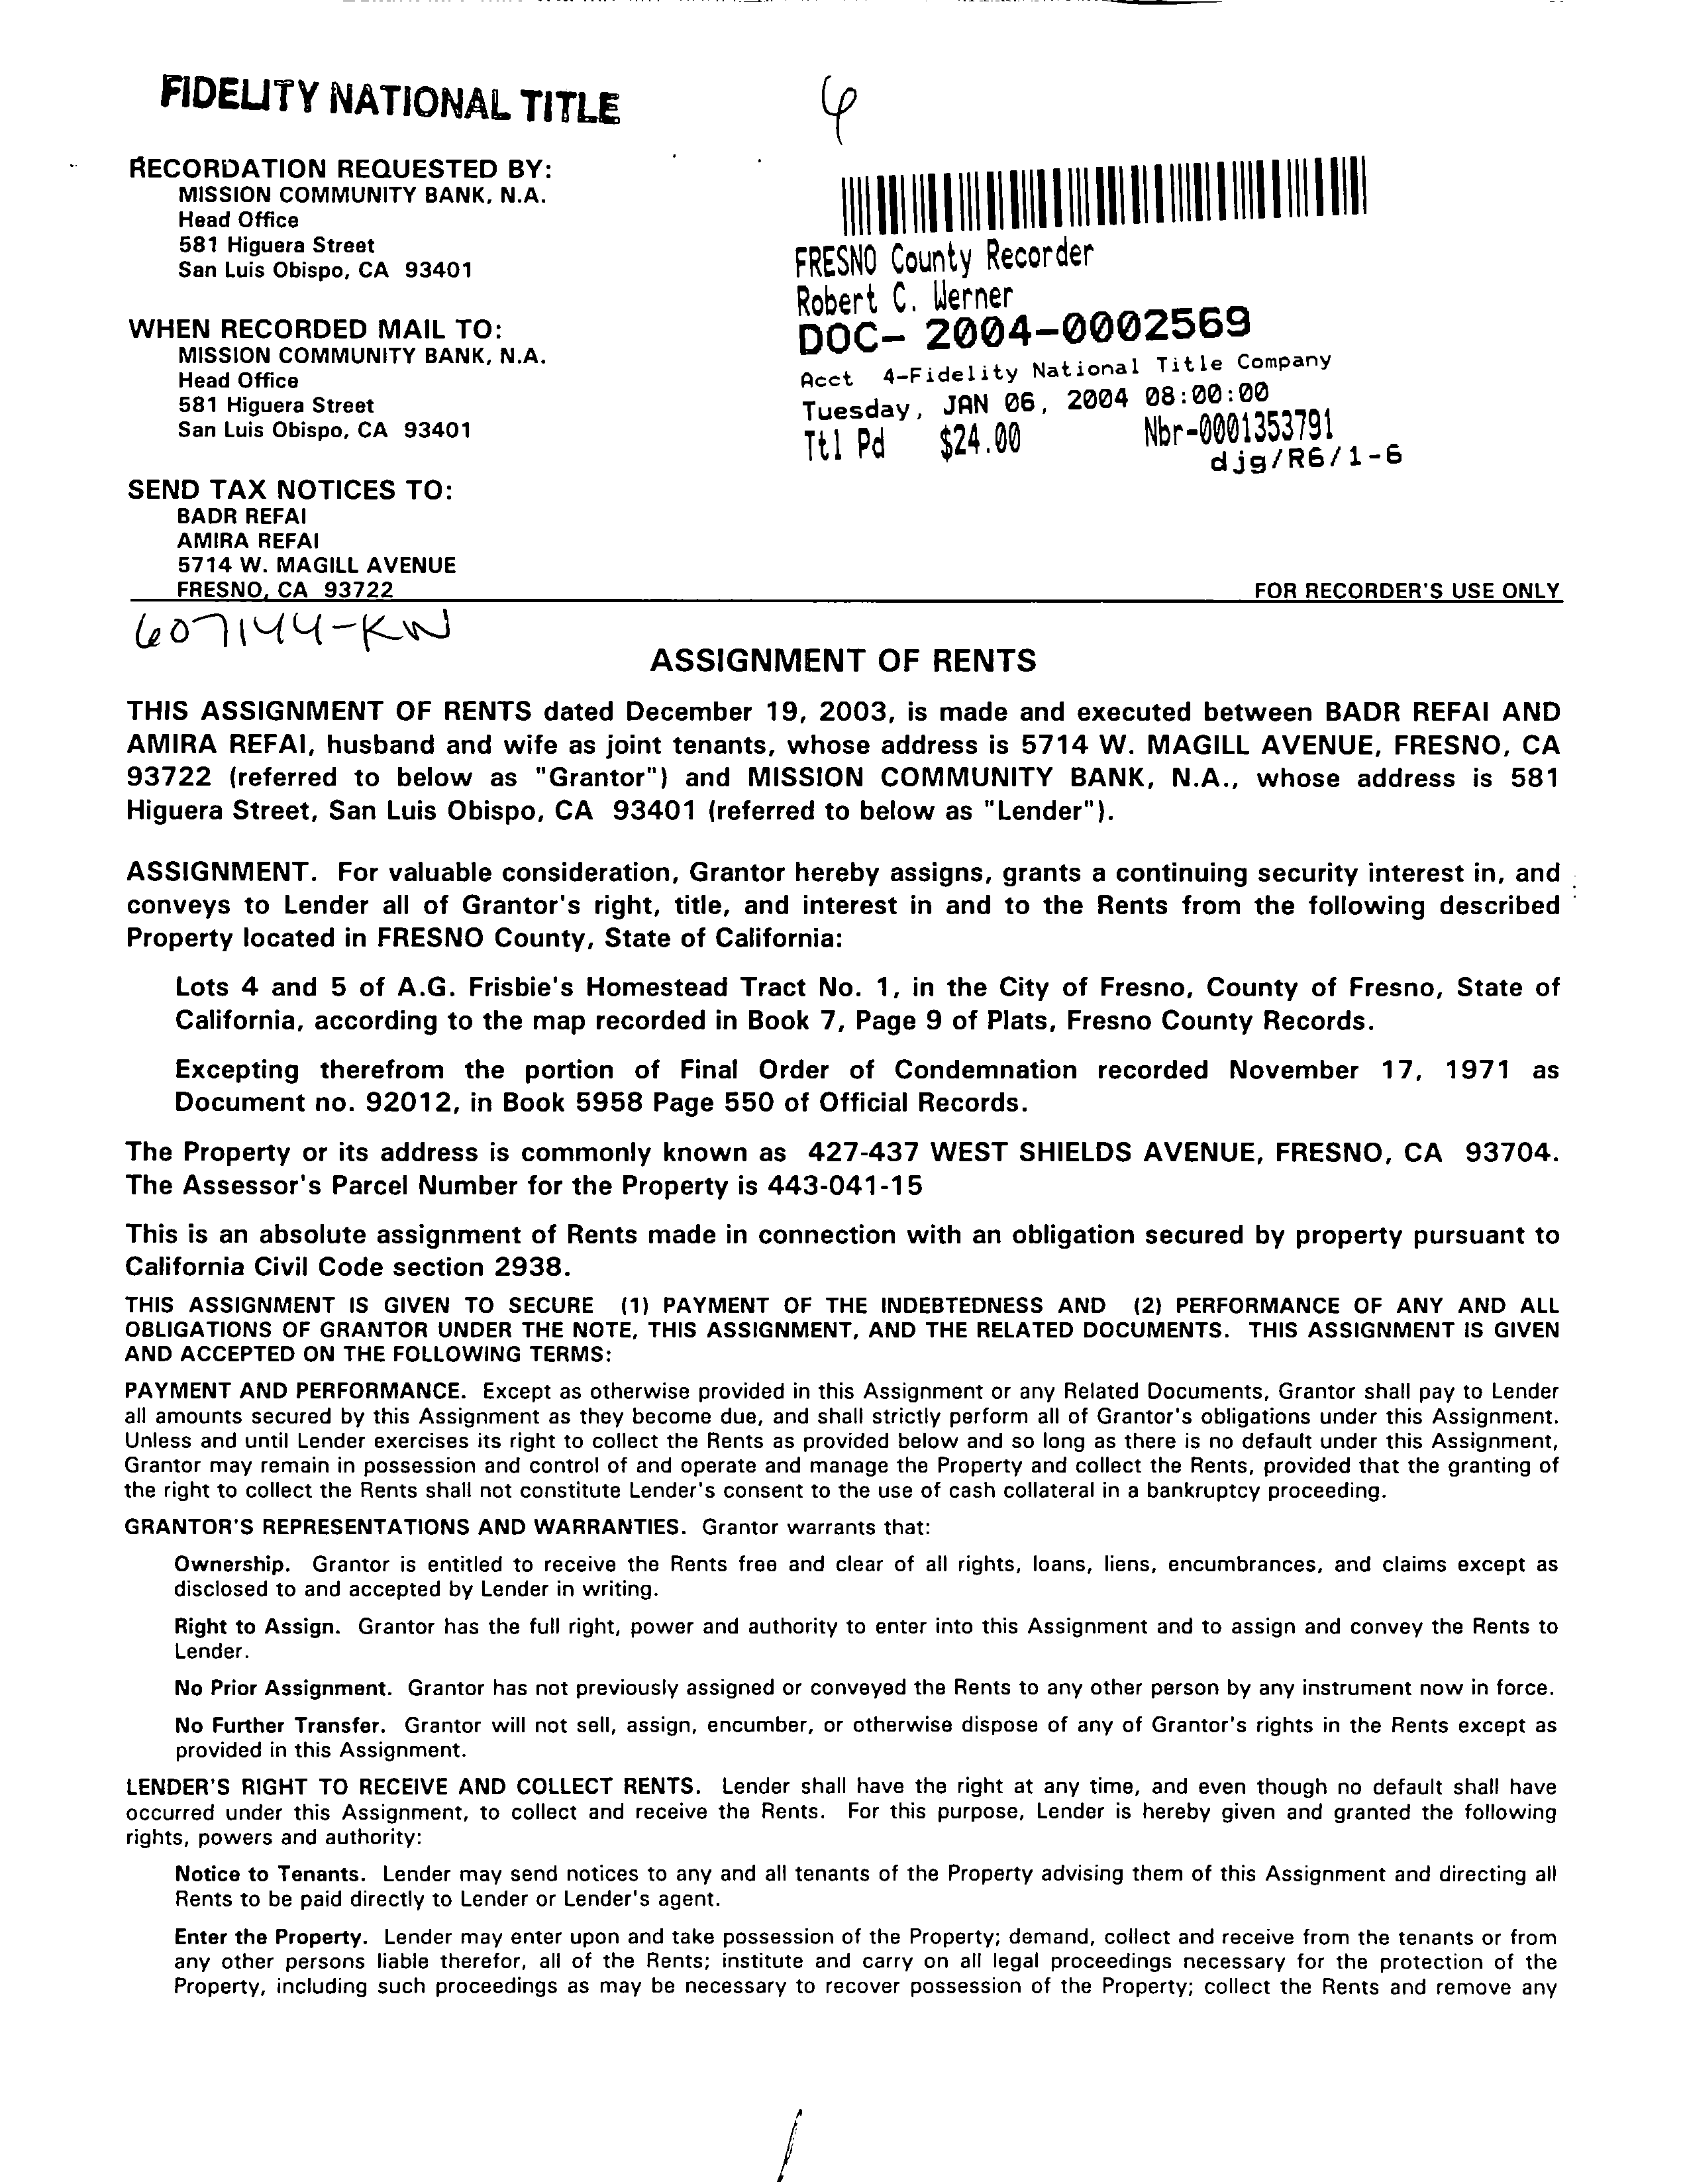 FIDELITY NATIONAL TITLE
4
RECORDATION REQUESTED BY:
MISSION COMMUNITY BANK, N.A.
Head Office
581 Higuera Street
San Luis Obispo, CA 93401
WHEN RECORDED MAIL TO:
MISSION COMMUNITY BANK, N.A.
Head Office
581 Higuera Street
San Luis Obispo, CA 93401
SEND TAX NOTICES TO:
BADR REFAI
AMIRA REFAI
5714 W. MAGILL AVENUE
FRESNO, CA 93722
FRESNO County Recorder
Robert C. Werner
DOC- 2004-0002569
Acct 4-Fidelity National Title Company
Tuesday, JAN 06, 2004 08:00:00
Ttl Pd $24.00 Nbr-0001353791
djg/R6/1-6
FOR RECORDER'S USE ONLY
607144-KW
ASSIGNMENT OF RENTS
THIS ASSIGNMENT OF RENTS dated December 19, 2003, is made and executed between BADR REFAI AND
AMIRA REFAI, husband and wife as joint tenants, whose address is 5714 W. MAGILL AVENUE, FRESNO, CA
93722 (referred to below as "Grantor") and MISSION COMMUNITY BANK, N.A., whose address is 581
Higuera Street, San Luis Obispo, CA 93401 (referred to below as "Lender").
ASSIGNMENT. For valuable consideration, Grantor hereby assigns, grants a continuing security interest in, and
conveys to Lender all of Grantor's right, title, and interest in and to the Rents from the following described
Property located in FRESNO County, State of California:
Lots 4 and 5 of A.G. Frisbie's Homestead Tract No. 1, in the City of Fresno, County of Fresno, State of
California, according to the map recorded in Book 7, Page 9 of Plats, Fresno County Records.
Excepting therefrom the portion of Final Order of Condemnation recorded November 17, 1971 as
Document no. 92012, in Book 5958 Page 550 of Official Records.
The Property or its address is commonly known as 427-437 WEST SHIELDS AVENUE, FRESNO, CA 93704.
The Assessor's Parcel Number for the Property is 443-041-15
This is an absolute assignment of Rents made in connection with an obligation secured by property pursuant to
California Civil Code section 2938.
THIS ASSIGNMENT IS GIVEN TO SECURE (1) PAYMENT OF THE INDEBTEDNESS AND (2) PERFORMANCE OF ANY AND ALL
OBLIGATIONS OF GRANTOR UNDER THE NOTE, THIS ASSIGNMENT, AND THE RELATED DOCUMENTS. THIS ASSIGNMENT IS GIVEN
AND ACCEPTED ON THE FOLLOWING TERMS:
PAYMENT AND PERFORMANCE. Except as otherwise provided in this Assignment or any Related Documents, Grantor shall pay to Lender
all amounts secured by this Assignment as they become due, and shall strictly perform all of Grantor's obligations under this Assignment.
Unless and until Lender exercises its right to collect the Rents as provided below and so long as there is no default under this Assignment,
Grantor may remain in possession and control of and operate and manage the Property and collect the Rents, provided that the granting of
the right to collect the Rents shall not constitute Lender's consent to the use of cash collateral in a bankruptcy proceeding.
GRANTOR'S REPRESENTATIONS AND WARRANTIES. Grantor warrants that:
Ownership. Grantor is entitled to receive the Rents free and clear of all rights, loans, liens, encumbrances, and claims except as
disclosed to and accepted by Lender in writing.
Right to Assign. Grantor has the full right, power and authority to enter into this Assignment and to assign and convey the Rents to
Lender.
No Prior Assignment. Grantor has not previously assigned or conveyed the Rents to any other person by any instrument now in force.
No Further Transfer. Grantor will not sell, assign, encumber, or otherwise dispose of any of Grantor's rights in the Rents except as
provided in this Assignment.
LENDER'S RIGHT TO RECEIVE AND COLLECT RENTS. Lender shall have the right at any time, and even though no default shall have
occurred under this Assignment, to collect and receive the Rents. For this purpose, Lender is hereby given and granted the following
rights, powers and authority:
Notice to Tenants. Lender may send notices to any and all tenants of the Property advising them of this Assignment and directing all
Rents to be paid directly to Lender or Lender's agent.
Enter the Property. Lender may enter upon and take possession of the Property; demand, collect and receive from the tenants or from
any other persons liable therefor, all of the Rents; institute and carry on all legal proceedings necessary for the protection of the
Property, including such proceedings as may be necessary to recover possession of the Property; collect the Rents and remove any